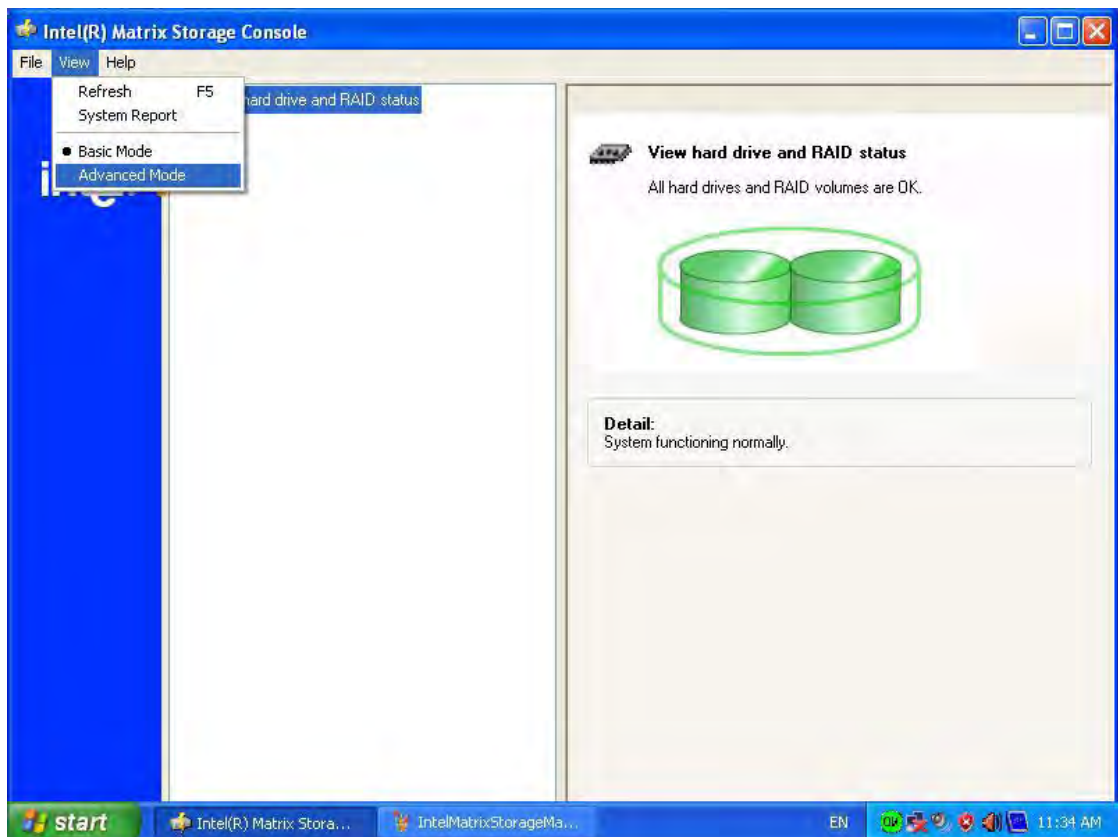 Intel(R) Matrix Storage Console
File View Help
Refresh F5
System Report
Basic Mode
Advanced Mode
hard drive and RAID status
View hard drive and RAID status
All hard drives and RAID volumes are OK.
Detail:
System functioning normally.
start
Intel(R) Matrix Stora...
IntelMatrixStorageMa...
EN
11:34 AM